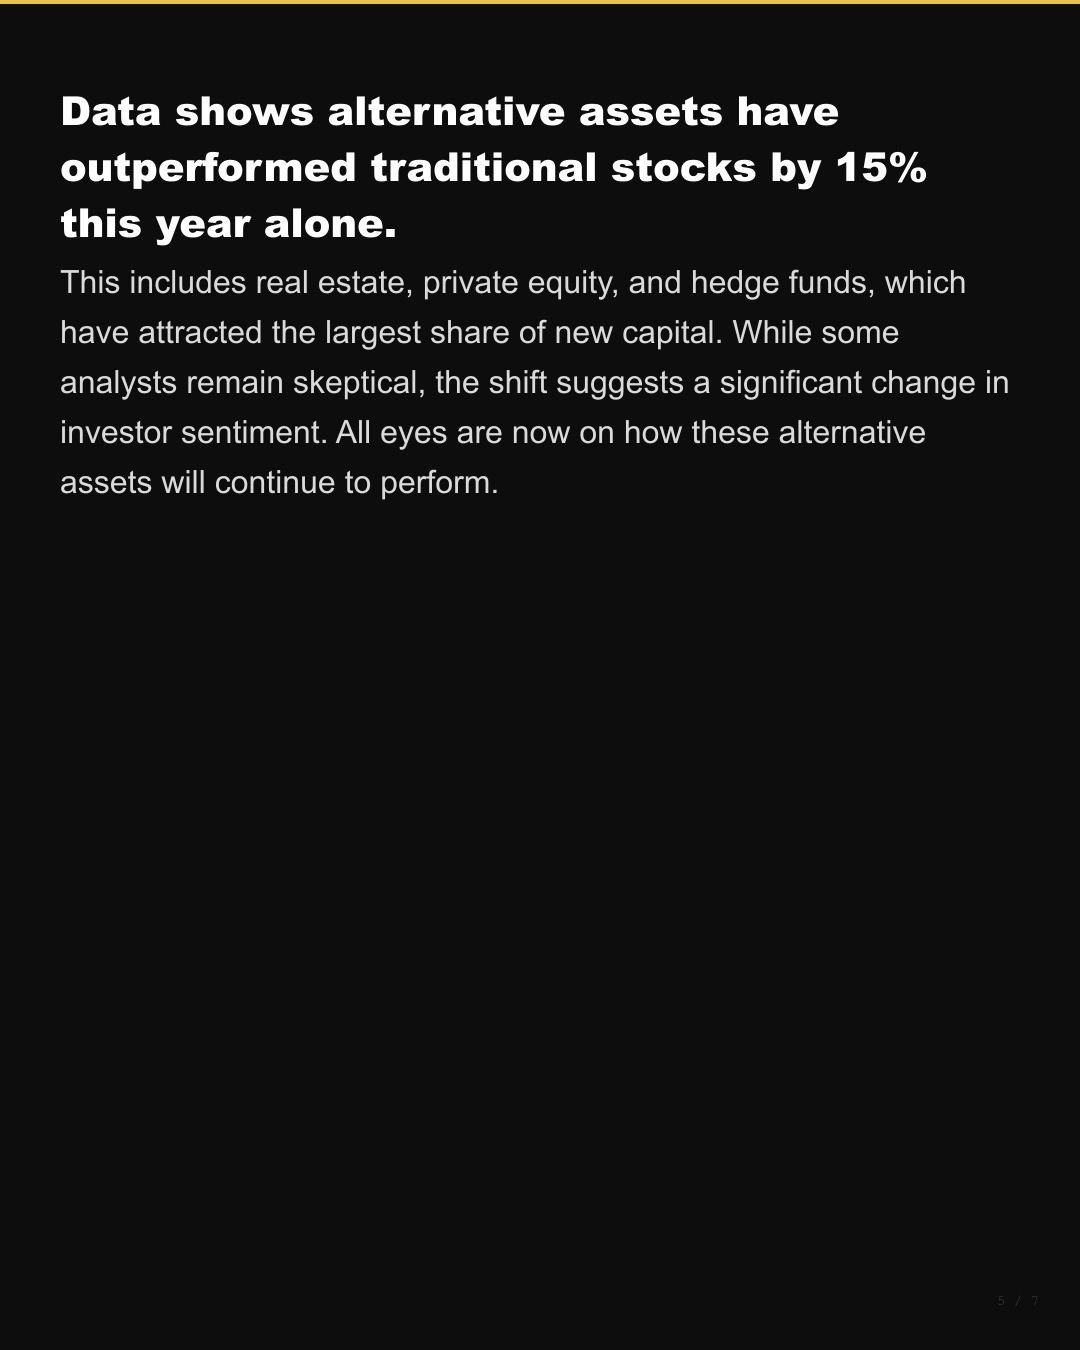 Data shows alternative assets have
outperformed traditional stocks by 15%
this year alone.
This includes real estate, private equity, and hedge funds, which
have attracted the largest share of new capital. While some
analysts remain skeptical, the shift suggests a significant change in
investor sentiment. All eyes are now on how these alternative
assets will continue to perform.
5 / 7